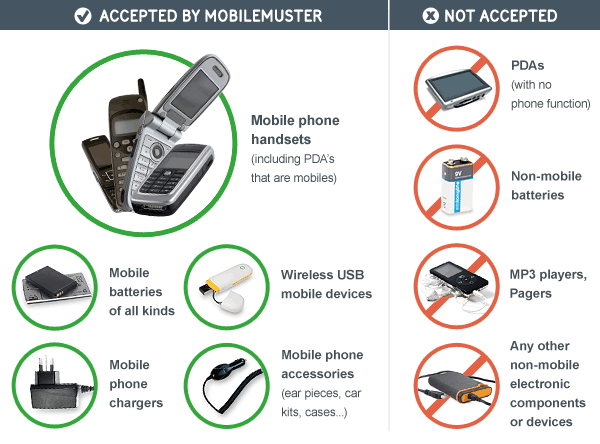 ACCEPTED BY MOBILEMUSTER
Mobile phone
handsets
(including PDA's
that are mobiles)
Mobile
batteries
of all kinds
Wireless USB
mobile devices
Mobile
phone
chargers
Mobile phone
accessories
(ear pieces, car
kits, cases...)
NOT ACCEPTED
PDAs
(with no
phone function)
9V
Non-mobile
batteries
MP3 players,
Pagers
Any other
non-mobile
electronic
components
or devices